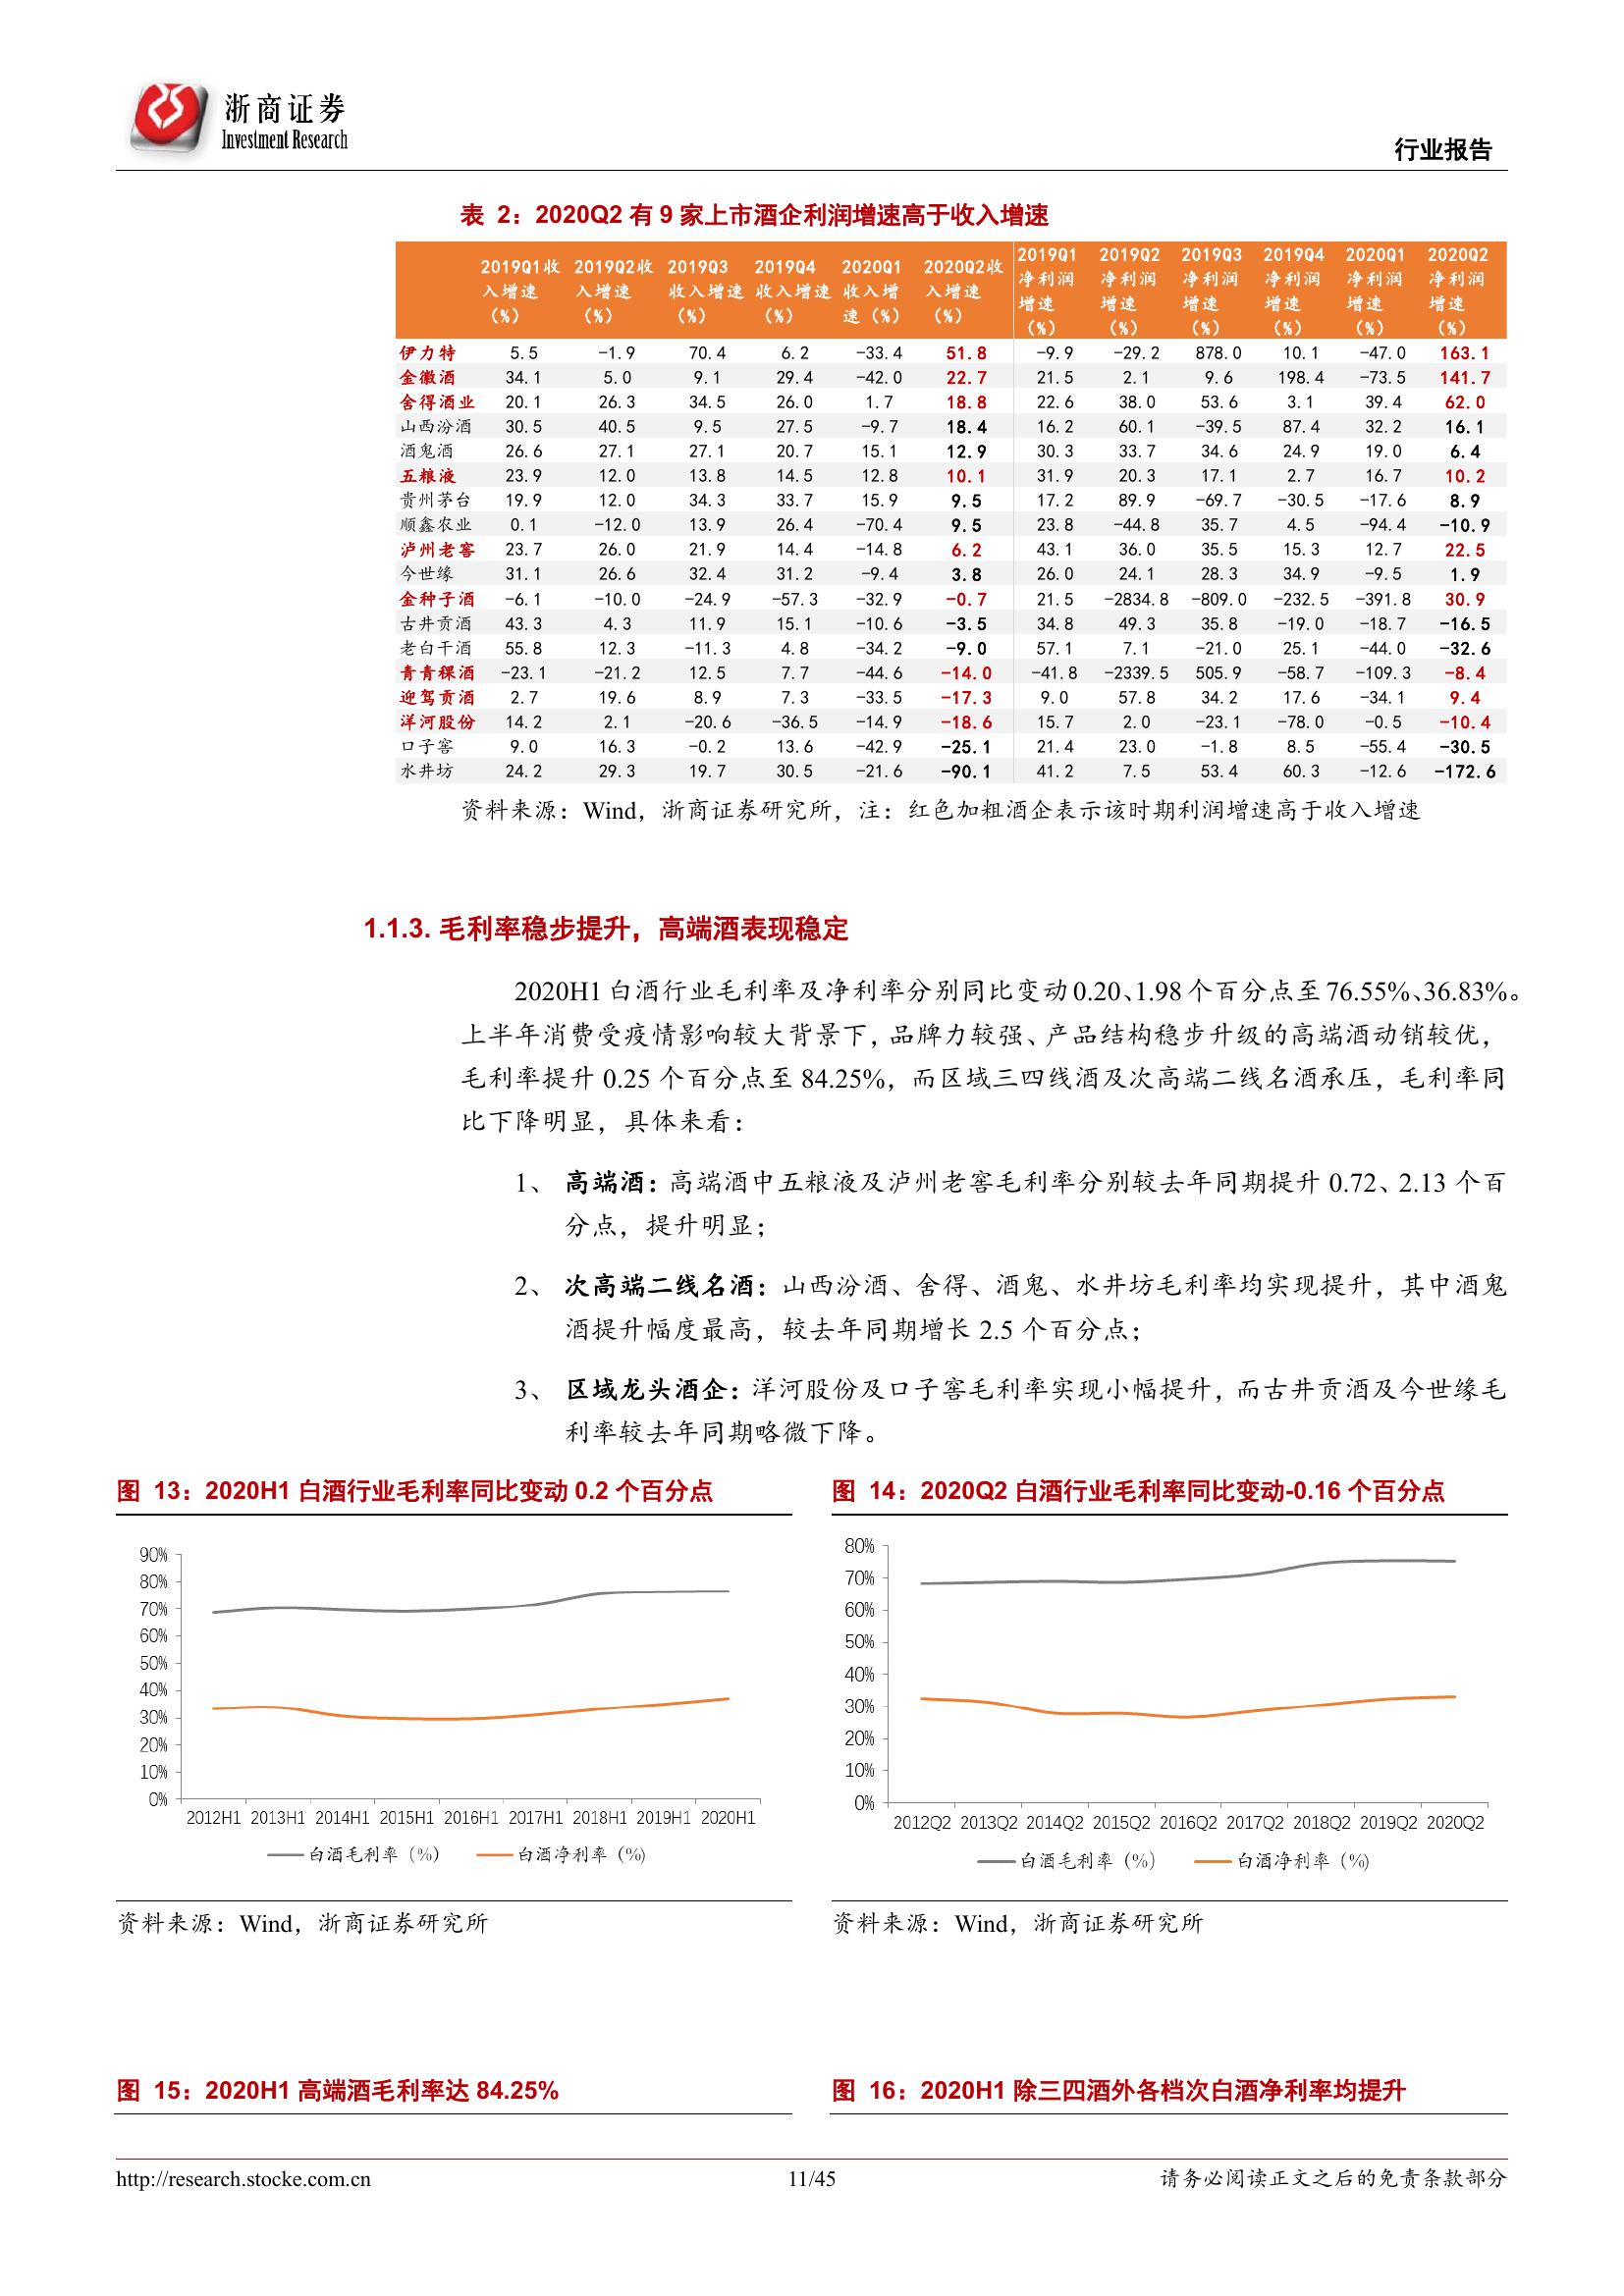 浙商证券
Investment Research
行业报告
表 2：2020Q2 有 9 家上市酒企利润增速高于收入增速
2019Q1收入增速（%） 2019Q2收入增速（%） 2019Q3收入增速（%） 2019Q4收入增速（%） 2020Q1收入增速（%） 2020Q2收入增速（%） 2019Q1净利润增速（%） 2019Q2净利润增速（%） 2019Q3净利润增速（%） 2019Q4净利润增速（%） 2020Q1净利润增速（%） 2020Q2净利润增速（%）
伊力特 5.5 -1.9 70.4 6.2 -33.4 51.8 -9.9 -29.2 878.0 10.1 -47.0 163.1
金徽酒 34.1 5.0 9.1 29.4 -42.0 22.7 21.5 2.1 9.6 198.4 -73.5 141.7
舍得酒业 20.1 26.3 34.5 26.0 1.7 18.8 22.6 38.0 53.6 3.1 39.4 62.0
山西汾酒 30.5 40.5 9.5 27.5 -9.7 18.4 16.2 60.1 -39.5 87.4 32.2 16.1
酒鬼酒 26.6 27.1 27.1 20.7 15.1 12.9 30.3 33.7 34.6 24.9 19.0 6.4
五粮液 23.9 12.0 13.8 14.5 12.8 10.1 31.9 20.3 17.1 2.7 16.7 10.2
贵州茅台 19.9 12.0 34.3 33.7 15.9 9.5 17.2 89.9 -69.7 -30.5 -17.6 8.9
顺鑫农业 0.1 -12.0 13.9 26.4 -70.4 9.5 23.8 -44.8 35.7 4.5 -94.4 -10.9
泸州老窖 23.7 26.0 21.9 14.4 -14.8 6.2 43.1 36.0 35.5 15.3 12.7 22.5
今世缘 31.1 26.6 32.4 31.2 -9.4 3.8 26.0 24.1 28.3 34.9 -9.5 1.9
金种子酒 -6.1 -10.0 -24.9 -57.3 -32.9 -0.7 21.5 -2834.8 -809.0 -232.5 -391.8 30.9
古井贡酒 43.3 4.3 11.9 15.1 -10.6 -3.5 34.8 49.3 35.8 -19.0 -18.7 -16.5
老白干酒 55.8 12.3 -11.3 4.8 -34.2 -9.0 57.1 7.1 -21.0 25.1 -44.0 -32.6
青青稞酒 -23.1 -21.2 12.5 7.7 -44.6 -14.0 -41.8 -2339.5 505.9 -58.7 -109.3 -8.4
迎驾贡酒 2.7 19.6 8.9 7.3 -33.5 -17.3 9.0 57.8 34.2 17.6 -34.1 9.4
洋河股份 14.2 2.1 -20.6 -36.5 -14.9 -18.6 15.7 2.0 -23.1 -78.0 -0.5 -10.4
口子窖 9.0 16.3 -0.2 13.6 -42.9 -25.1 21.4 23.0 -1.8 8.5 -55.4 -30.5
水井坊 24.2 29.3 19.7 30.5 -21.6 -90.1 41.2 7.5 53.4 60.3 -12.6 -172.6
资料来源：Wind，浙商证券研究所，注：红色加粗酒企表示该时期利润增速高于收入增速
1.1.3. 毛利率稳步提升，高端酒表现稳定
2020H1 白酒行业毛利率及净利率分别同比变动 0.20、1.98 个百分点至 76.55%、36.83%。
上半年消费受疫情影响较大背景下，品牌力较强、产品结构稳步升级的高端酒动销较优，
毛利率提升 0.25 个百分点至 84.25%，而区域三四线酒及次高端二线名酒承压，毛利率同
比下降明显，具体来看：
1、 高端酒：高端酒中五粮液及泸州老窖毛利率分别较去年同期提升 0.72、2.13 个百
分点，提升明显；
2、 次高端二线名酒：山西汾酒、舍得、酒鬼、水井坊毛利率均实现提升，其中酒鬼
酒提升幅度最高，较去年同期增长 2.5 个百分点；
3、 区域龙头酒企：洋河股份及口子窖毛利率实现小幅提升，而古井贡酒及今世缘毛
利率较去年同期略微下降。
图 13：2020H1 白酒行业毛利率同比变动 0.2 个百分点
90%
80%
70%
60%
50%
40%
30%
20%
10%
0%
2012H1 2013H1 2014H1 2015H1 2016H1 2017H1 2018H1 2019H1 2020H1
白酒毛利率（%） 白酒净利率（%）
资料来源：Wind，浙商证券研究所
图 14：2020Q2 白酒行业毛利率同比变动-0.16 个百分点
80%
70%
60%
50%
40%
30%
20%
10%
0%
2012Q2 2013Q2 2014Q2 2015Q2 2016Q2 2017Q2 2018Q2 2019Q2 2020Q2
白酒毛利率（%） 白酒净利率（%）
资料来源：Wind，浙商证券研究所
图 15：2020H1 高端酒毛利率达 84.25%
图 16：2020H1 除三四酒外各档次白酒净利率均提升
http://research.stocke.com.cn
11/45
请务必阅读正文之后的免责条款部分